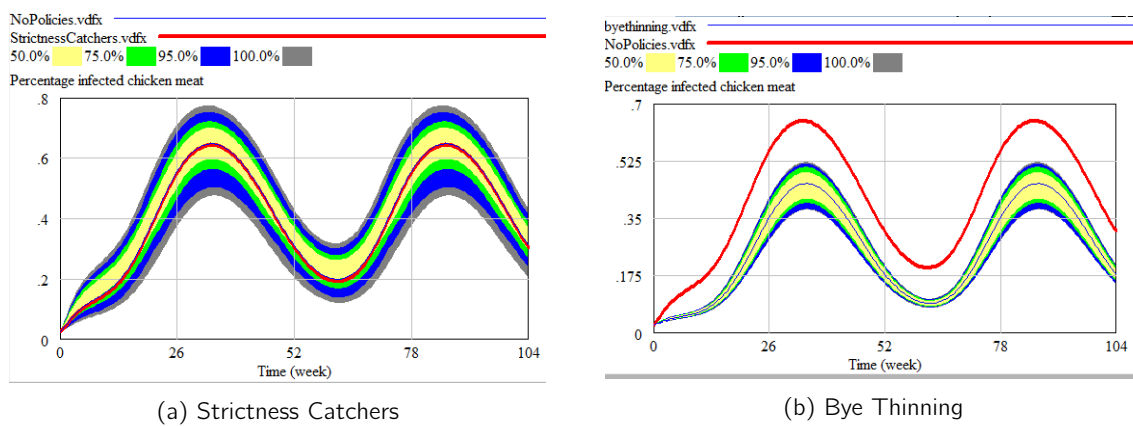 NoPolicies.vdfx
StrictnessCatchers.vdfx
50.0% 75.0% 95.0% 100.0%
Percentage infected chicken meat
.8
.6
.4
.2
0
0 26 52 78 104
Time (week)
(a) Strictness Catchers
byethinning.vdfx
NoPolicies.vdfx
50.0% 75.0% 95.0% 100.0%
Percentage infected chicken meat
.7
.525
.35
.175
0
0 26 52 78 104
Time (week)
(b) Bye Thinning